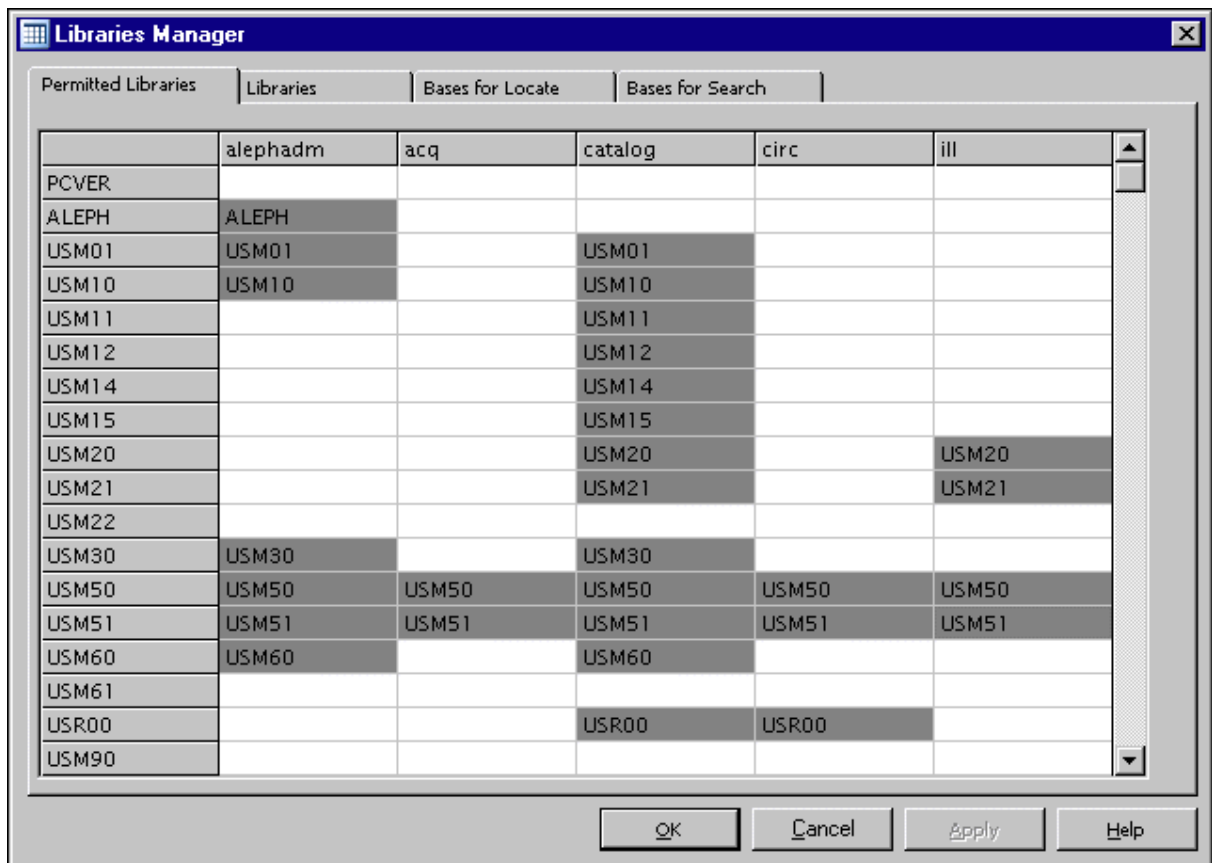 Libraries Manager
Permitted Libraries Libraries Bases for Locate Bases for Search
alephadm acq catalog circ ill
PCVER
ALEPH ALEPH
USM01 USM01 USM01
USM10 USM10 USM10
USM11 USM11
USM12 USM12
USM14 USM14
USM15 USM15
USM20 USM20 USM20
USM21 USM21 USM21
USM22
USM30 USM30 USM30
USM50 USM50 USM50 USM50 USM50 USM50
USM51 USM51 USM51 USM51 USM51 USM51
USM60 USM60 USM60
USM61
USR00 USR00 USR00
USM90
OK Cancel Apply Help